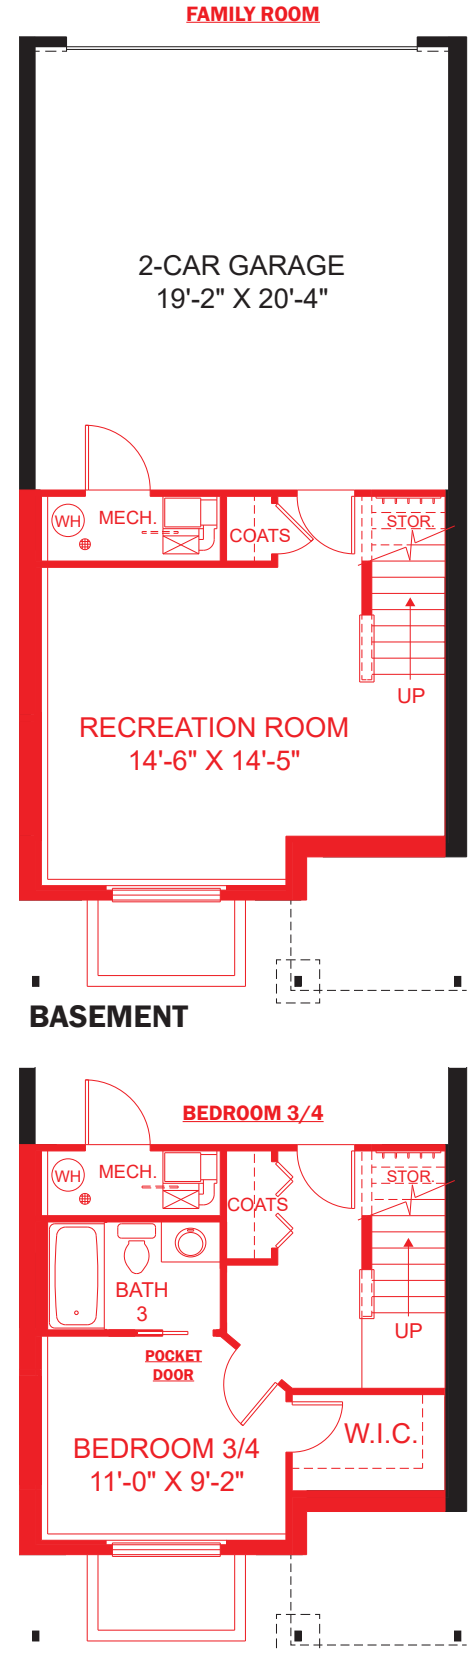 FAMILY ROOM
2-CAR GARAGE
19'-2" X 20'-4"
WH
MECH.
COATS
STOR.
UP
RECREATION ROOM
14'-6" X 14'-5"
BASEMENT
BEDROOM 3/4
WH
MECH.
COATS
STOR.
BATH
3
UP
POCKET
DOOR
W.I.C.
BEDROOM 3/4
11'-0" X 9'-2"